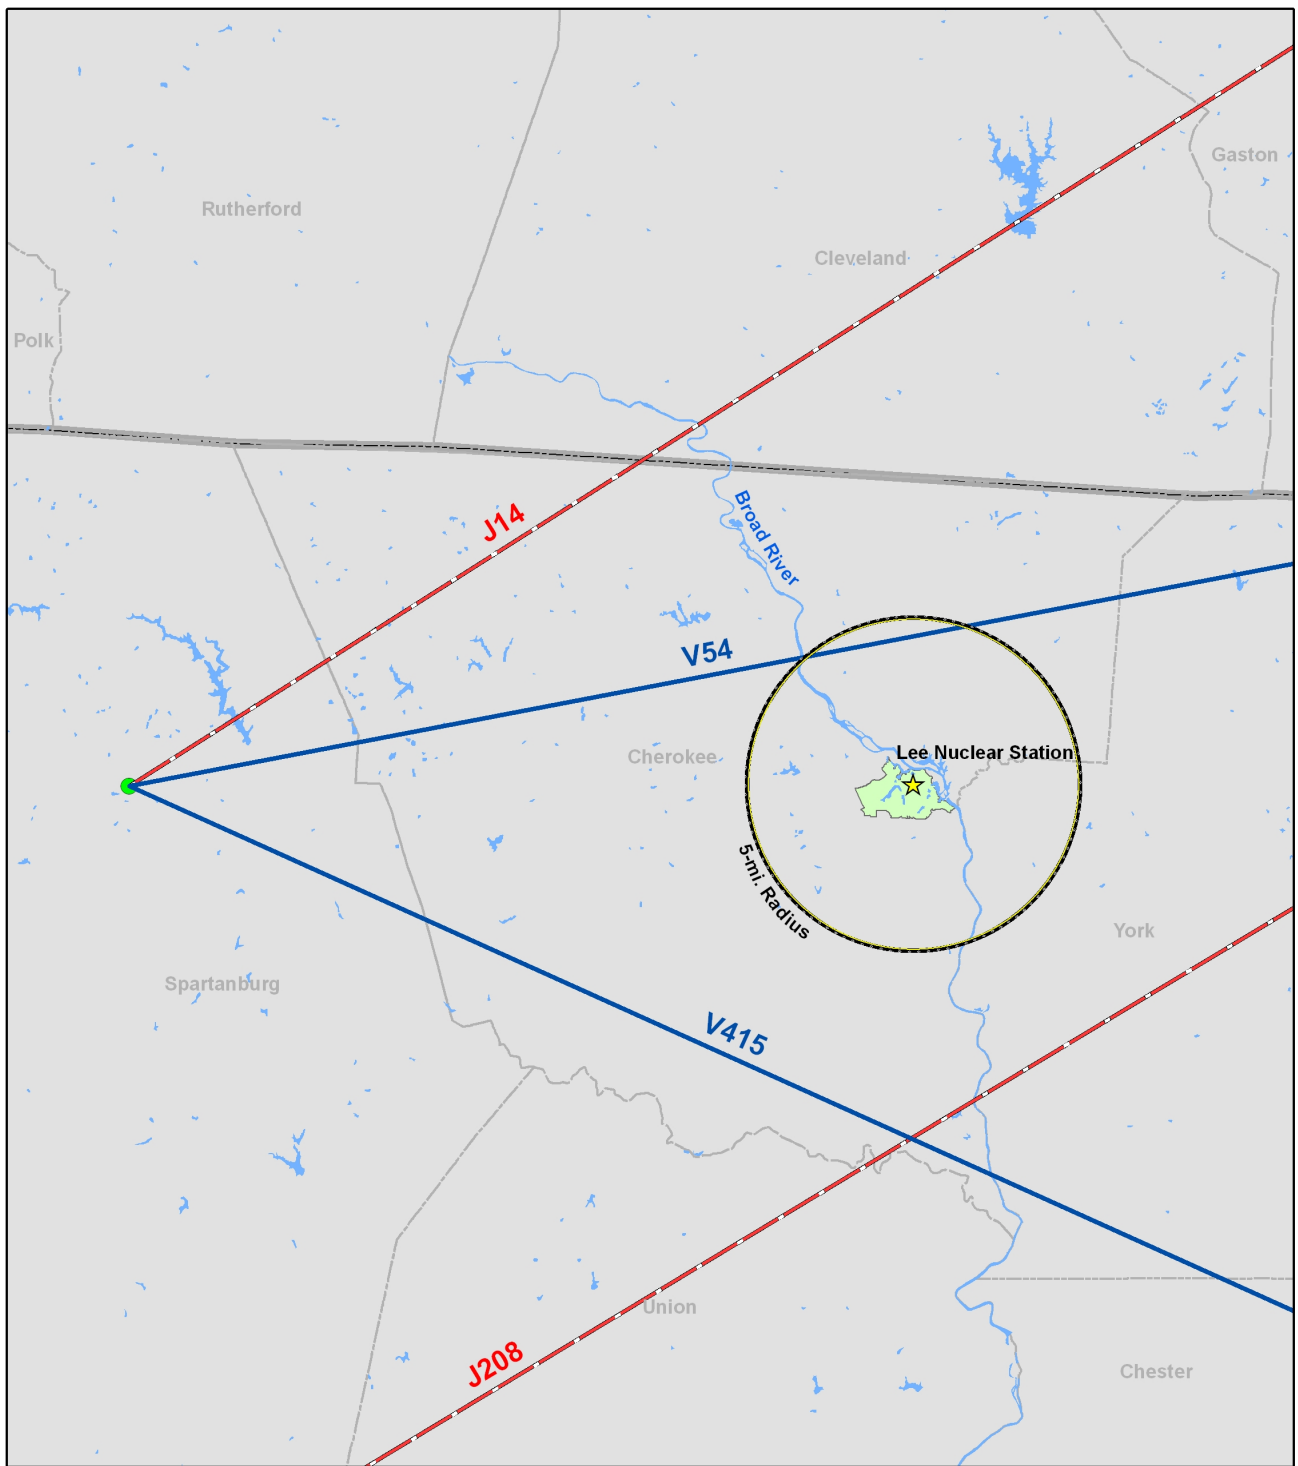 Gaston
Rutherford
Cleveland
Polk
J14
Broad River
V54
Cherokee
Lee Nuclear Station
5-mi. Radius
York
Spartanburg
V415
Union
J208
Chester